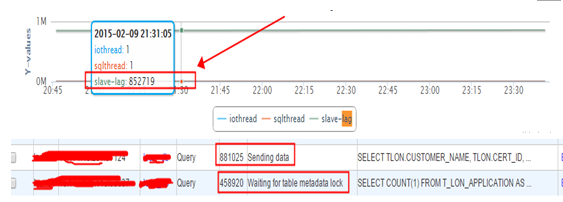 1M
2015-02-09 21:31:05
iothread: 1
sqlthread: 1
slave-lag: 852719
Y-values
0M
20:45 21:45 22:00 22:15 22:30 22:45 23:00 23:15 23:30
iothread sqlthread slave-lag
124 Query 881025 Sending data SELECT TLON.CUSTOMER_NAME, TLON.CERT_ID, ...
Query 458920 Waiting for table metadata lock SELECT COUNT(1) FROM T_LON_APPLICATION AS ...